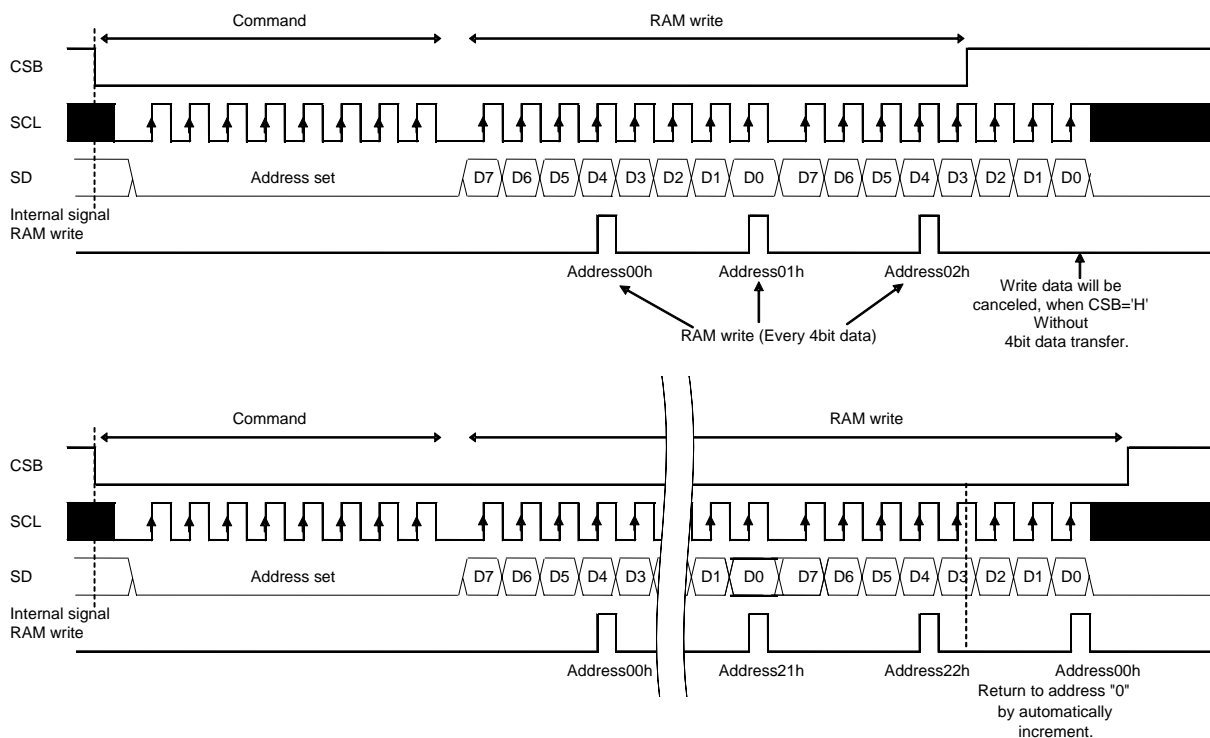 Command RAM write
CSB
SCL
SD Address set D7 D6 D5 D4 D3 D2 D1 D0 D7 D6 D5 D4 D3 D2 D1 D0
Internal signal
RAM write
Address00h Address01h Address02h
Write data will be
canceled, when CSB='H'
Without
4bit data transfer.
RAM write (Every 4bit data)
Command RAM write
CSB
SCL
SD Address set D7 D6 D5 D4 D3 D1 D0 D7 D6 D5 D4 D3 D2 D1 D0
Internal signal
RAM write
Address00h Address21h Address22h Address00h
Return to address "0"
by automatically
increment.